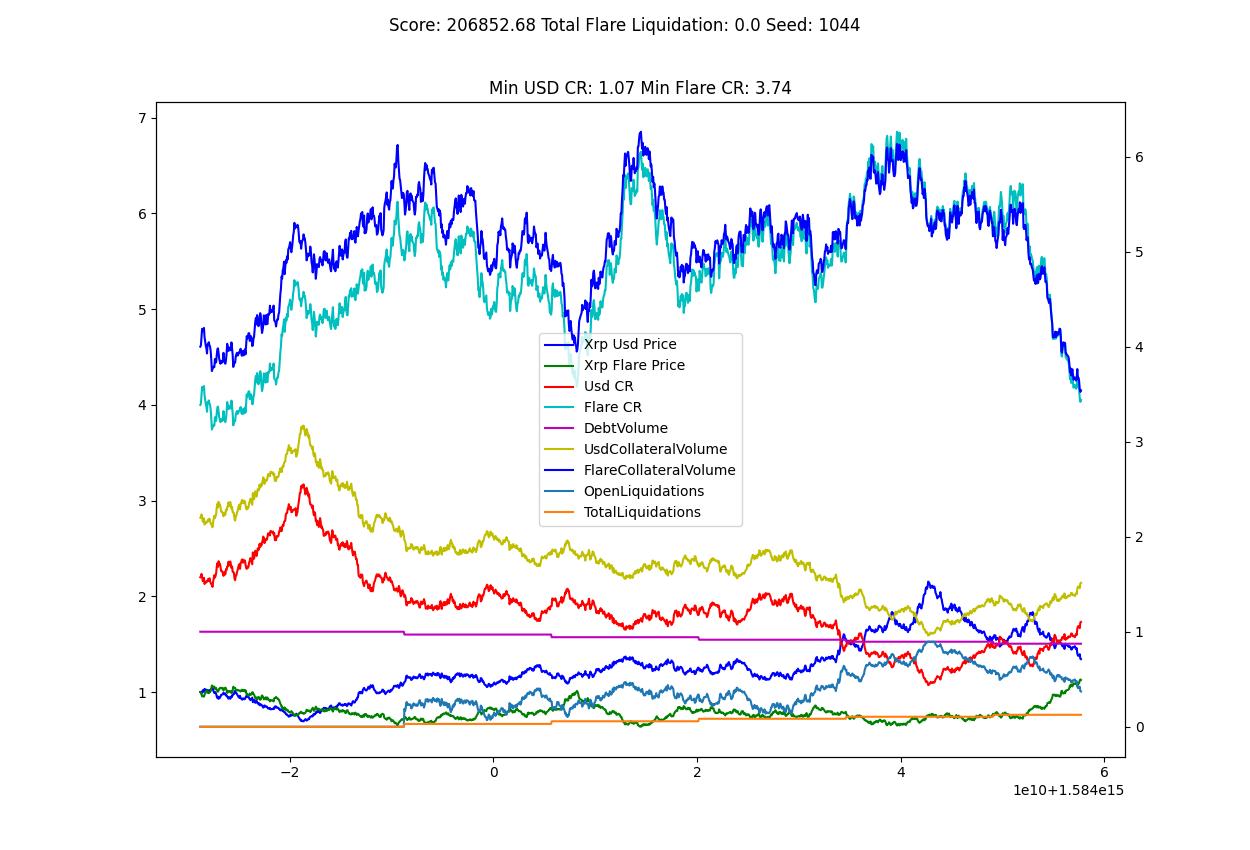 Score: 206852.68 Total Flare Liquidation: 0.0 Seed: 1044
Min USD CR: 1.07 Min Flare CR: 3.74
7
6
5
4
3
2
1
6
5
4
3
2
1
0
Xrp Usd Price
Xrp Flare Price
Usd CR
Flare CR
DebtVolume
UsdCollateralVolume
FlareCollateralVolume
OpenLiquidations
TotalLiquidations
−2 0 2 4 6
1e10+1.584e15